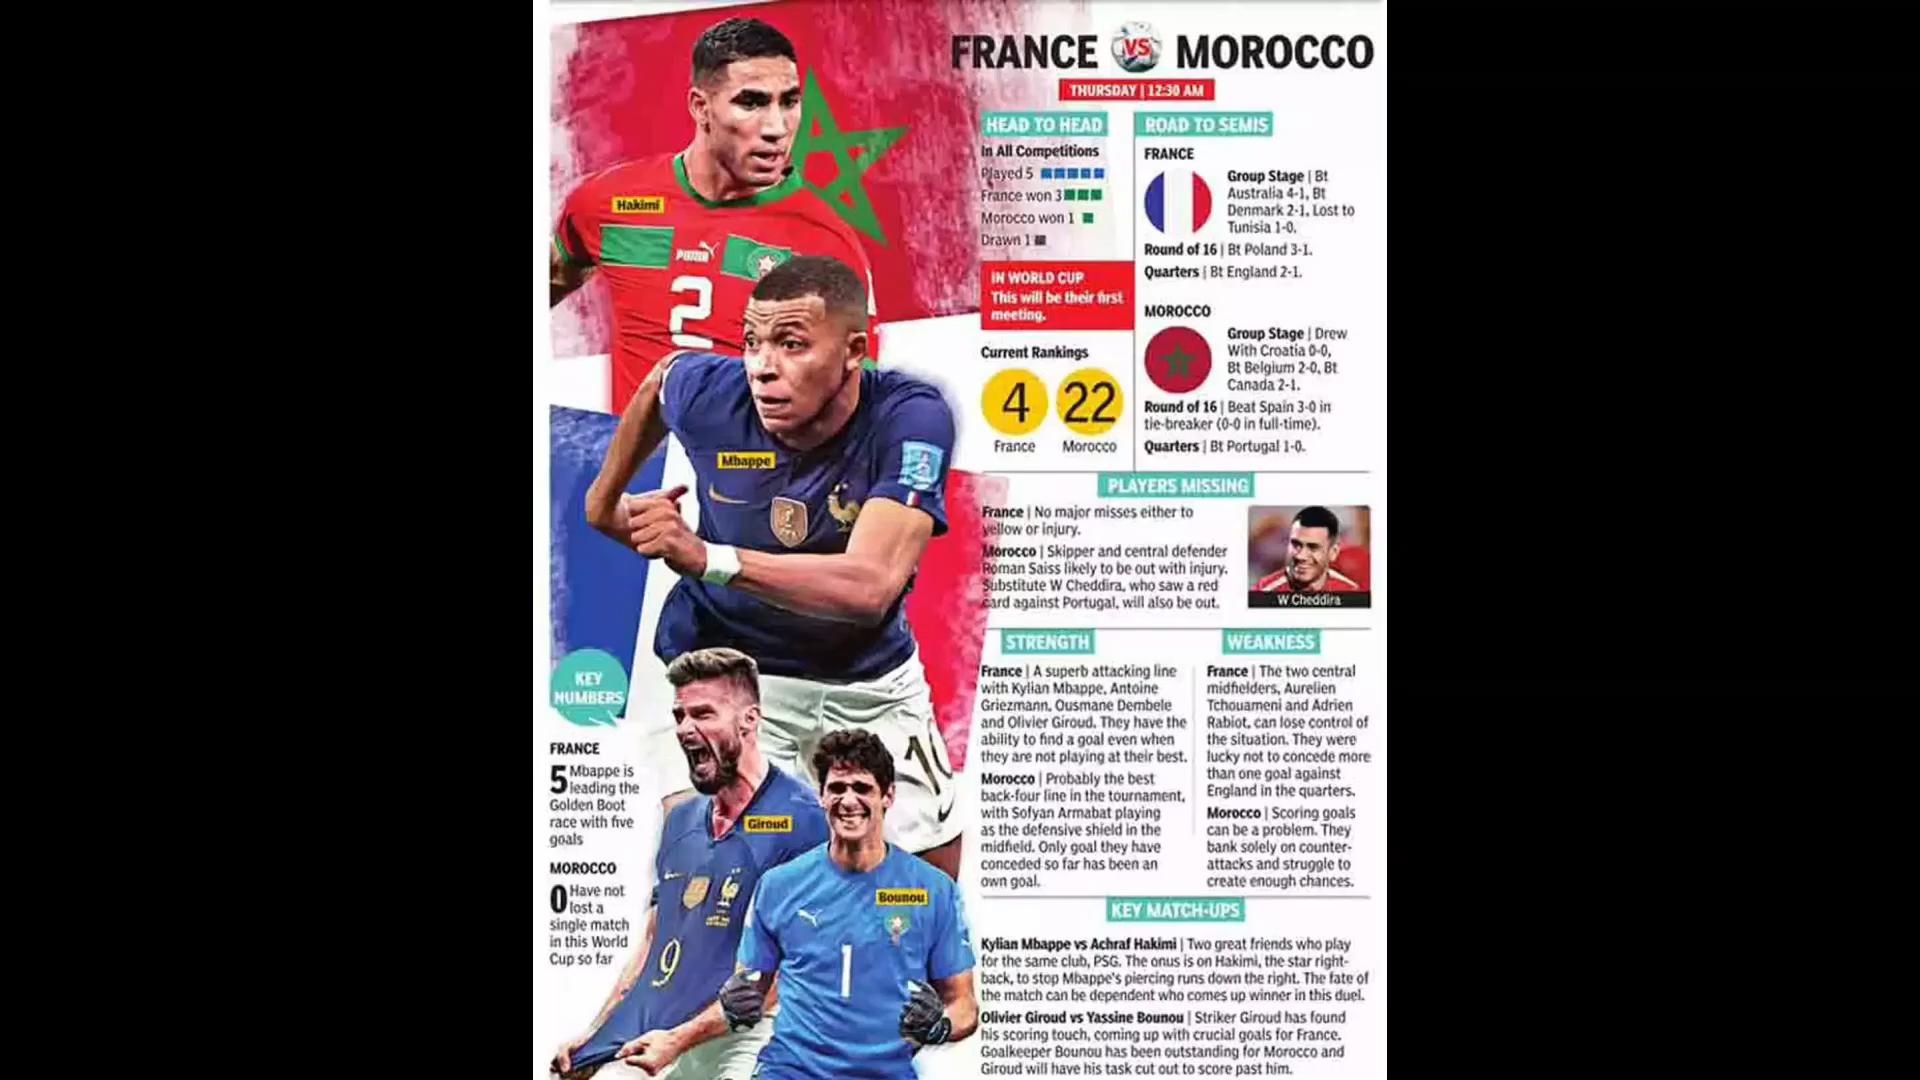 FRANCE VS MOROCCO
THURSDAY | 12:30 AM
HEAD TO HEAD
In All Competitions
Played 5
France won 3
Morocco won 1
Drawn 1
IN WORLD CUP
This will be their first
meeting.
Current Rankings
4 22
France Morocco
ROAD TO SEMIS
FRANCE
Group Stage | Bt
Australia 4-1, Bt
Denmark 2-1, Lost to
Tunisia 1-0.
Round of 16 | Bt Poland 3-1.
Quarters | Bt England 2-1.
MOROCCO
Group Stage | Drew
With Croatia 0-0,
Bt Belgium 2-0, Bt
Canada 2-1.
Round of 16 | Beat Spain 3-0 in
tie-breaker (0-0 in full-time).
Quarters | Bt Portugal 1-0.
PLAYERS MISSING
France | No major misses either to
yellow or injury.
Morocco | Skipper and central defender
Roman Saiss likely to be out with injury.
Substitute W Cheddira, who saw a red
card against Portugal, will also be out.
W Cheddira
STRENGTH
France | A superb attacking line
with Kylian Mbappe, Antoine
Griezmann, Ousmane Dembele
and Olivier Giroud. They have the
ability to find a goal even when
they are not playing at their best.
Morocco | Probably the best
back-four line in the tournament,
with Sofyan Armabat playing
as the defensive shield in the
midfield. Only goal they have
conceded so far has been an
own goal.
WEAKNESS
France | The two central
midfielders, Aurelien
Tchouameni and Adrien
Rabiot, can lose control of
the situation. They were
lucky not to concede more
than one goal against
England in the quarters.
Morocco | Scoring goals
can be a problem. They
bank solely on counter-
attacks and struggle to
create enough chances.
KEY MATCH-UPS
Kylian Mbappe vs Achraf Hakimi | Two great friends who play
for the same club, PSG. The onus is on Hakimi, the star right-
back, to stop Mbappe's piercing runs down the right. The fate of
the match can be dependent who comes up winner in this duel.
Olivier Giroud vs Yassine Bounou | Striker Giroud has found
his scoring touch, coming up with crucial goals for France.
Goalkeeper Bounou has been outstanding for Morocco and
Giroud will have his task cut out to score past him.
Hakimi
PUMA
2
Mbappe
10
KEY
NUMBERS
FRANCE
5 Mbappe is
leading the
Golden Boot
race with five
goals
MOROCCO
0 Have not
lost a
single match
in this World
Cup so far
Giroud
9
Bounou
1